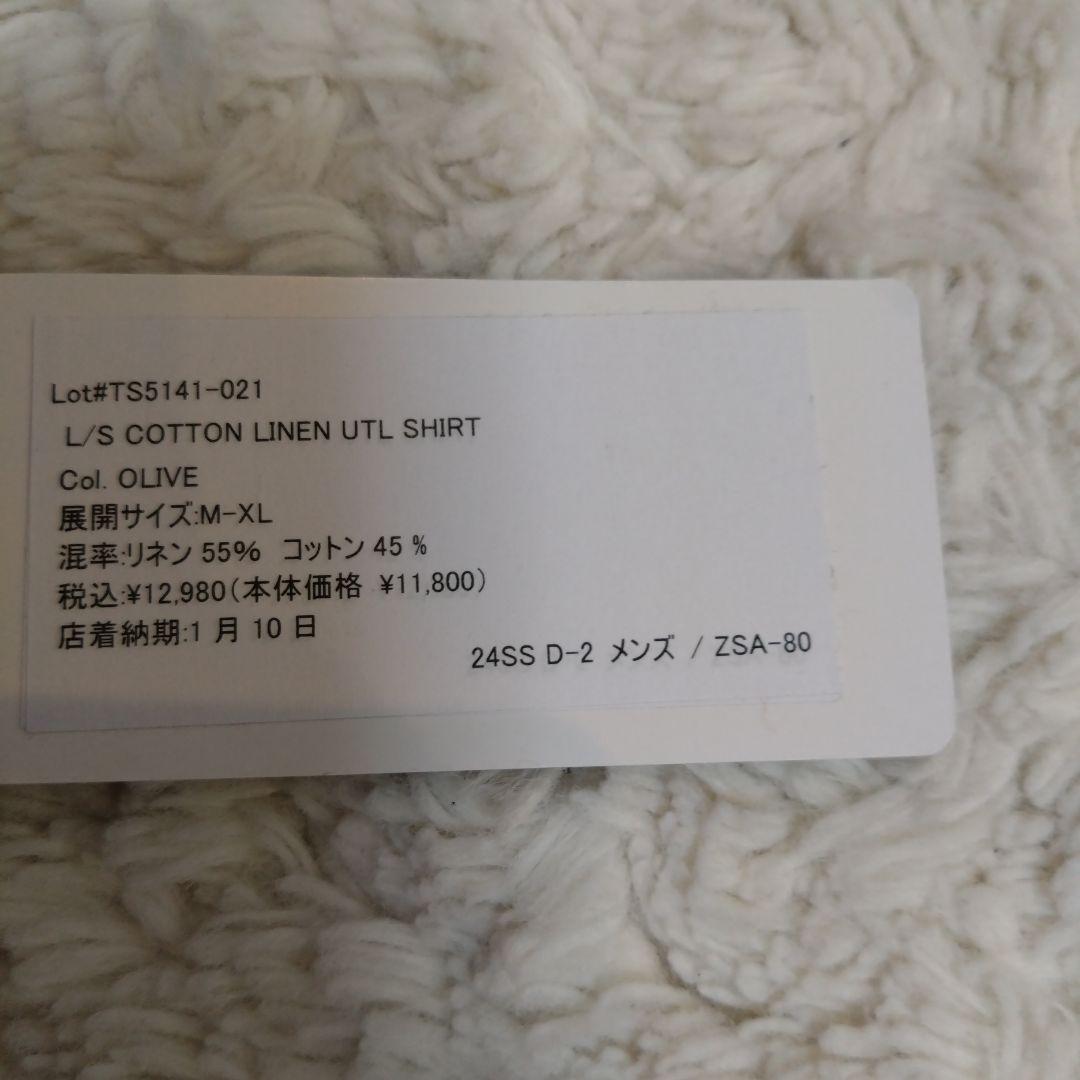 Lot#TS5141-021
L/S COTTON LINEN UTL SHIRT
Col. OLIVE
展開サイズ:M-XL
混率:リネン 55% コットン 45 %
税込:¥12,980(本体価格 ¥11,800)
店着納期:1 月 10 日
24SS D-2 メンズ / ZSA-80